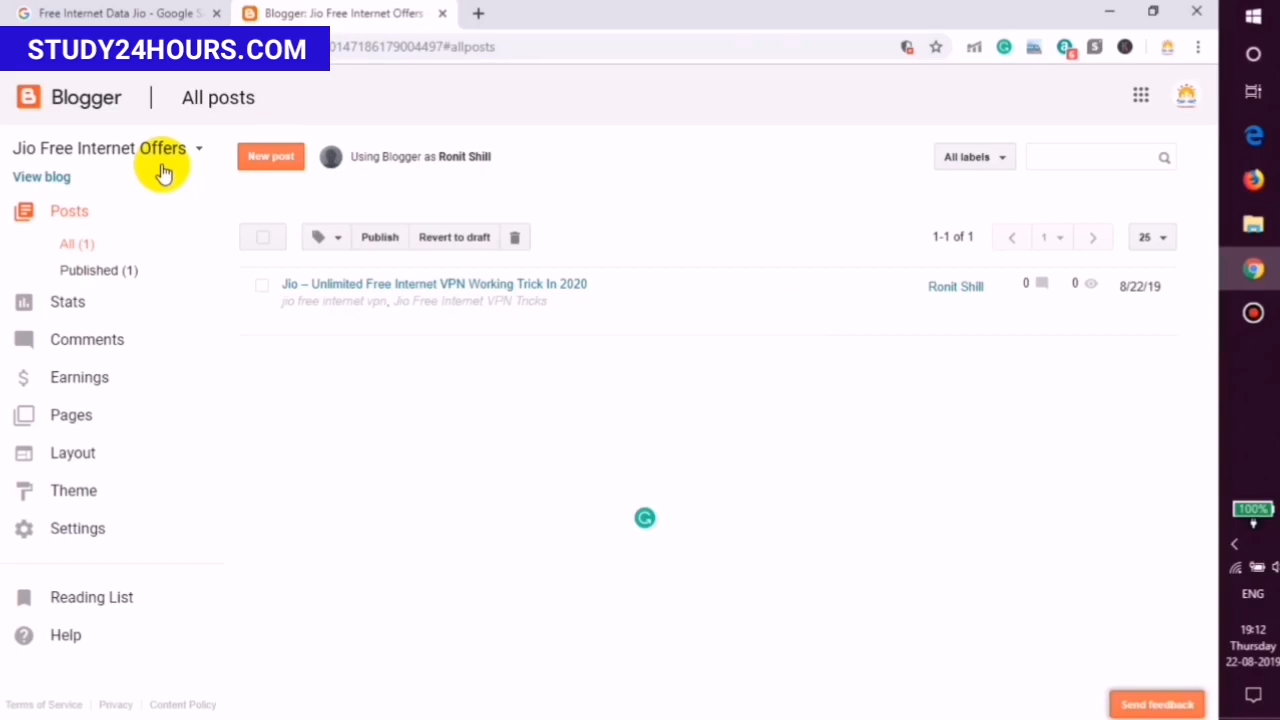 Free Internet Data Jio - Google S
Blogger: Jio Free Internet Offers
STUDY24HOURS.COM
0147186179004497#allposts
Blogger
All posts
Jio Free Internet Offers
View blog
New post
Using Blogger as Ronit Shill
All labels
Posts
All (1)
Published (1)
Publish
Revert to draft
1-1 of 1
1
25
Jio – Unlimited Free Internet VPN Working Trick In 2020
jio free internet vpn, Jio Free Internet VPN Tricks
Ronit Shill
0
0
8/22/19
Stats
Comments
Earnings
Pages
Layout
Theme
Settings
Reading List
Help
Terms of Service
Privacy
Content Policy
Send feedback
100%
ENG
19:12
Thursday
22-08-2019